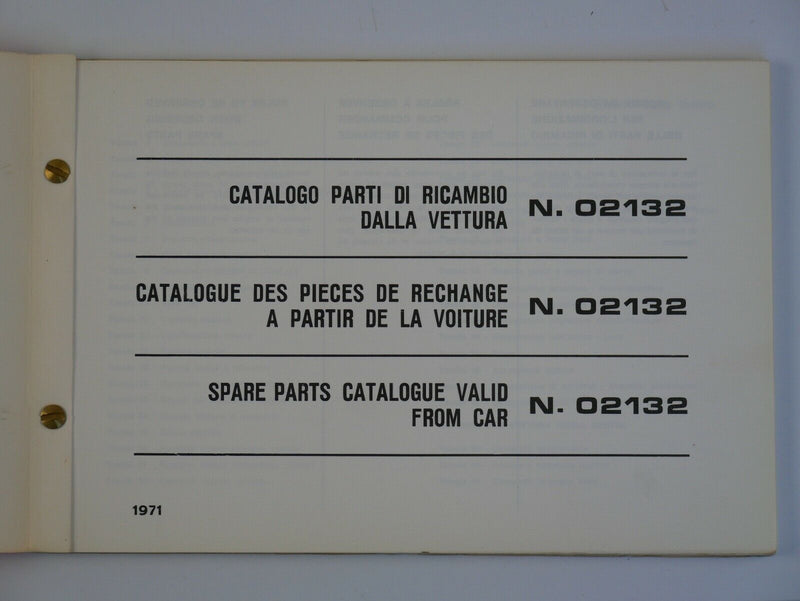 CATALOGO PARTI DI RICAMBIO
DALLA VETTURA
N. 02132
CATALOGUE DES PIECES DE RECHANGE
A PARTIR DE LA VOITURE
N. 02132
SPARE PARTS CATALOGUE VALID
FROM CAR
N. 02132
1971